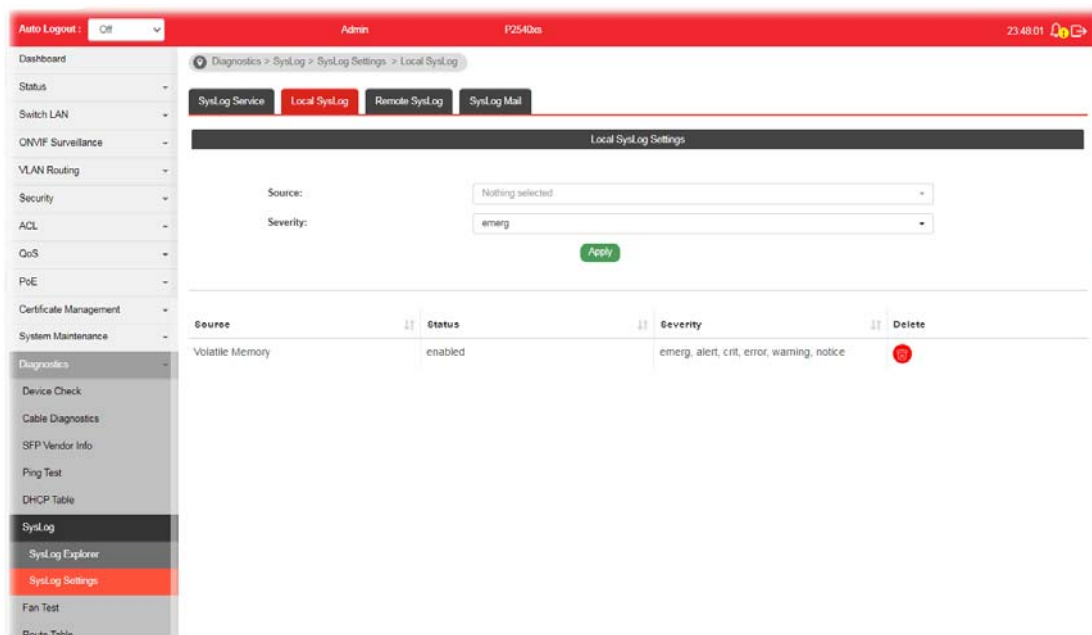 Auto Logout : Off Admin P2540xs 23:48:01
Dashboard
Status
Switch LAN
ONVIF Surveillance
VLAN Routing
Security
ACL
QoS
PoE
Certificate Management
System Maintenance
Diagnostics
Device Check
Cable Diagnostics
SFP Vendor Info
Ping Test
DHCP Table
SysLog
SysLog Explorer
SysLog Settings
Fan Test
Route Table
Diagnostics > SysLog > SysLog Settings > Local SysLog
SysLog Service Local SysLog Remote SysLog SysLog Mail
Local SysLog Settings
Source: Nothing selected
Severity: emerg
Apply
Source Status Severity Delete
Volatile Memory enabled emerg, alert, crit, error, warning, notice